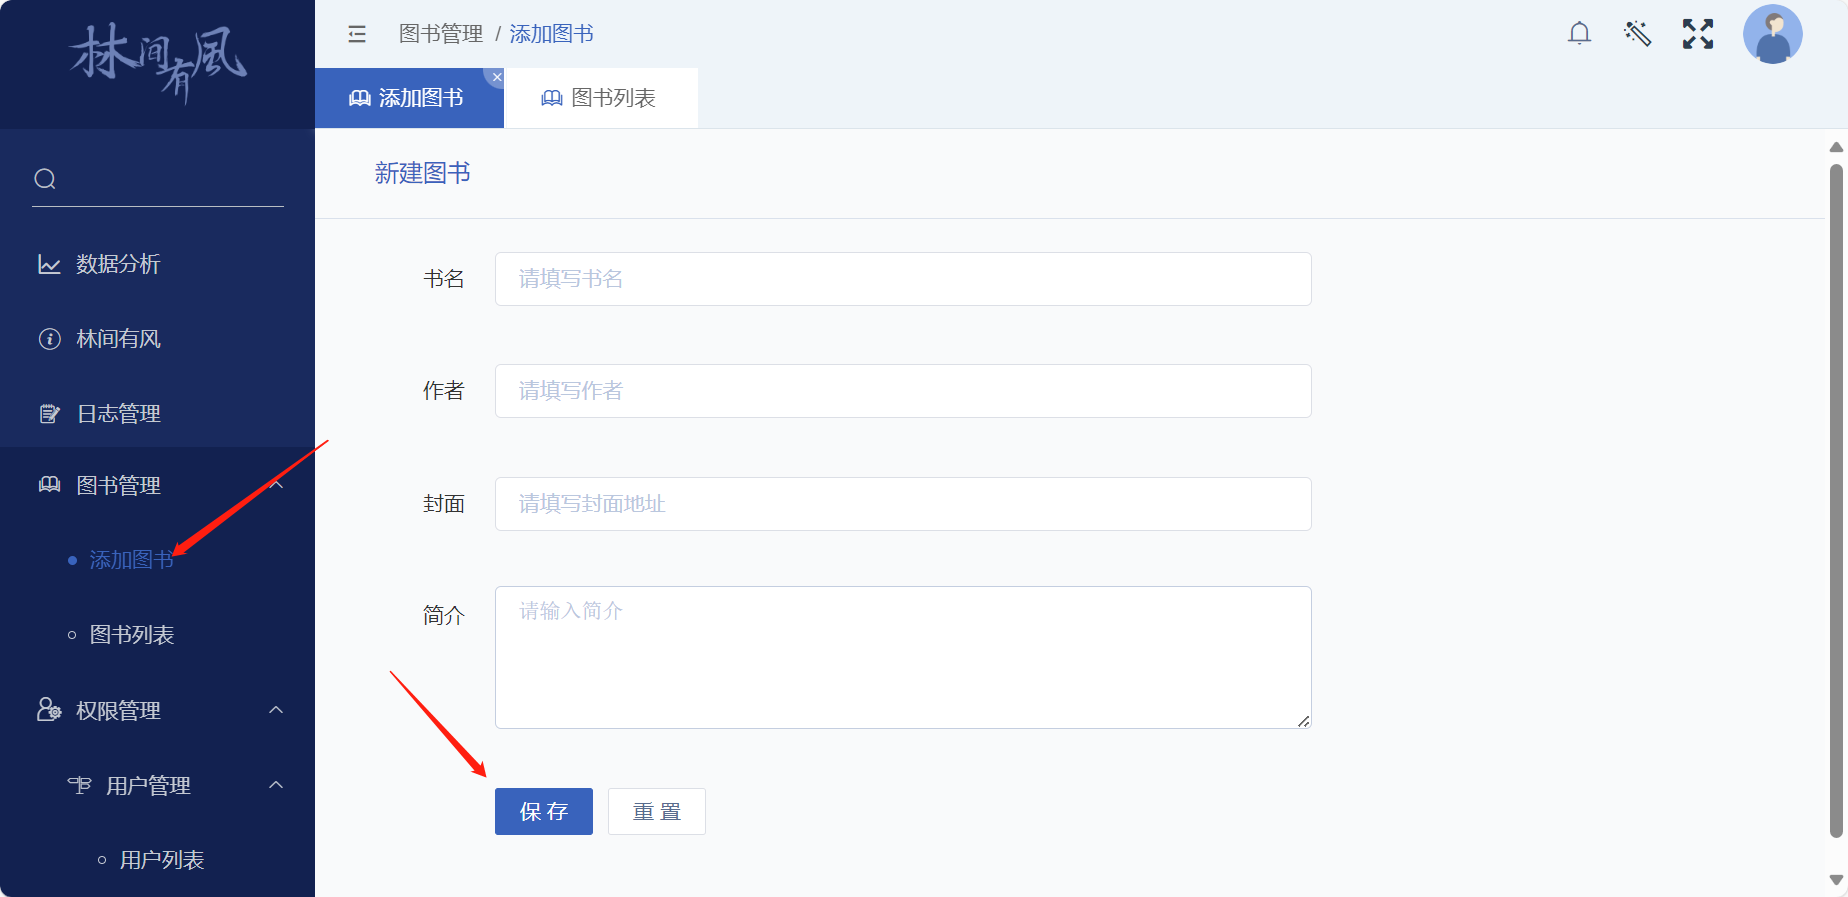 林间有風
图书管理 / 添加图书
添加图书
图书列表
数据分析
林间有风
日志管理
图书管理
添加图书
图书列表
权限管理
用户管理
用户列表
新建图书
书名 请填写书名
作者 请填写作者
封面 请填写封面地址
简介 请输入简介
保 存 重 置